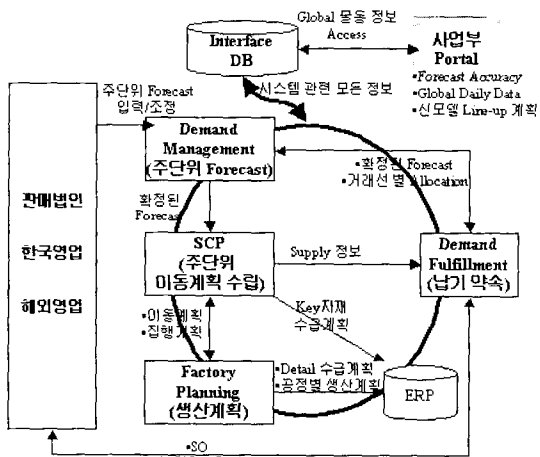 Global 물동 정보
Access
Interface
DB
사업부
Portal
•Forecast Accuracy
•Global Daily Data
•신모델 Line-up 계획
시스템 관련 모든 정보
주단위 Forecast
입력/조정
Demand
Management
(주단위 Forecast)
•확정된 Forecast
•거래선 별 Allocation
판매법인
한국영업
해외영업
확정된
Forecast
SCP
(주단위
이동계획 수립)
Supply 정보
Demand
Fulfillment
(납기 약속)
•이동계획
•집행계획
Key자재
수급계획
Factory
Planning
(생산계획)
•Detail 수급계획
•공정별 생산계획
ERP
•SO